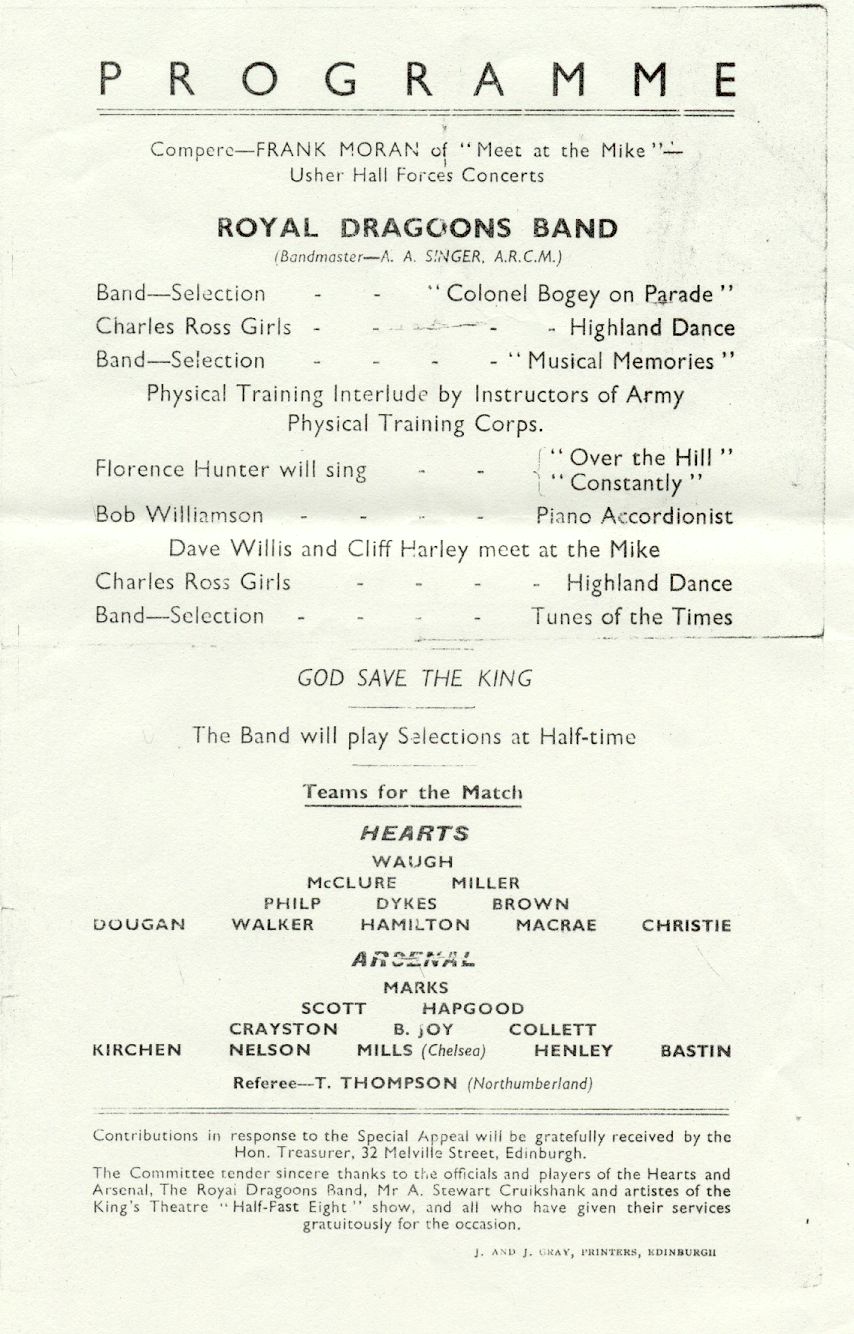 PROGRAMME
Compere—FRANK MORAN of "Meet at the Mike"—
Usher Hall Forces Concerts
ROYAL DRAGOONS BAND
(Bandmaster—A. A. SINGER, A.R.C.M.)
Band—Selection - - "Colonel Bogey on Parade"
Charles Ross Girls - - - - Highland Dance
Band—Selection - - - - "Musical Memories"
Physical Training Interlude by Instructors of Army
Physical Training Corps.
Florence Hunter will sing - - { "Over the Hill"
"Constantly"
Bob Williamson - - - - Piano Accordionist
Dave Willis and Cliff Harley meet at the Mike
Charles Ross Girls - - - - Highland Dance
Band—Selection - - - - Tunes of the Times
GOD SAVE THE KING
The Band will play Selections at Half-time
Teams for the Match
HEARTS
WAUGH
McCLURE MILLER
PHILP DYKES BROWN
DOUGAN WALKER HAMILTON MACRAE CHRISTIE
ARSENAL
MARKS
SCOTT HAPGOOD
CRAYSTON B. JOY COLLETT
KIRCHEN NELSON MILLS (Chelsea) HENLEY BASTIN
Referee—T. THOMPSON (Northumberland)
Contributions in response to the Special Appeal will be gratefully received by the
Hon. Treasurer, 32 Melville Street, Edinburgh.
The Committee tender sincere thanks to the officials and players of the Hearts and
Arsenal, The Royal Dragoons Band, Mr A. Stewart Cruikshank and artistes of the
King's Theatre "Half-Past Eight" show, and all who have given their services
gratuitously for the occasion.
J. AND J. GRAY, PRINTERS, EDINBURGH